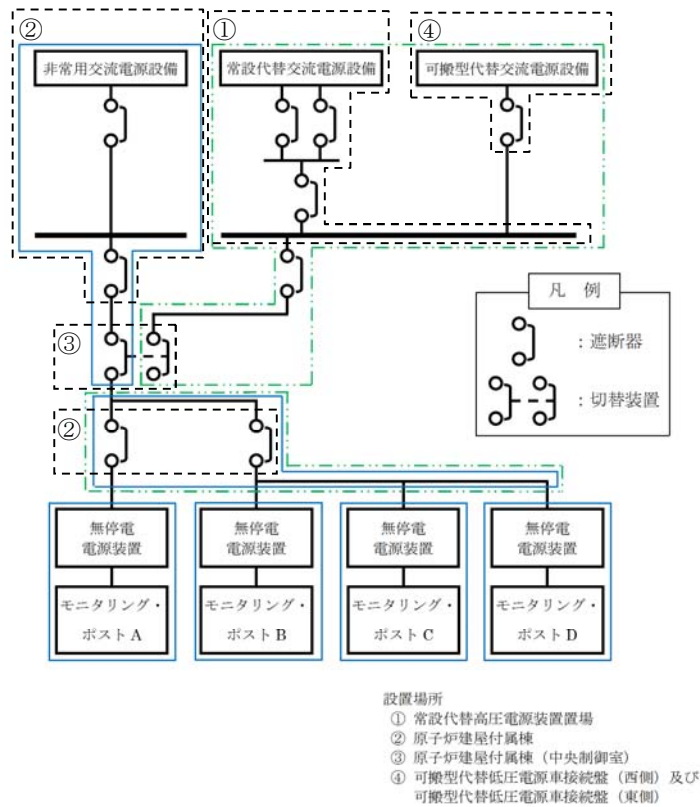 ②
①
④
非常用交流電源設備
常設代替交流電源設備
可搬型代替交流電源設備
凡 例
：遮断器
：切替装置
③
②
無停電
電源装置
無停電
電源装置
無停電
電源装置
無停電
電源装置
モニタリング・
ポスト A
モニタリング・
ポスト B
モニタリング・
ポスト C
モニタリング・
ポスト D
設置場所
① 常設代替高圧電源装置置場
② 原子炉建屋付属棟
③ 原子炉建屋付属棟（中央制御室）
④ 可搬型代替低圧電源車接続盤（西側）及び
可搬型代替低圧電源車接続盤（東側）